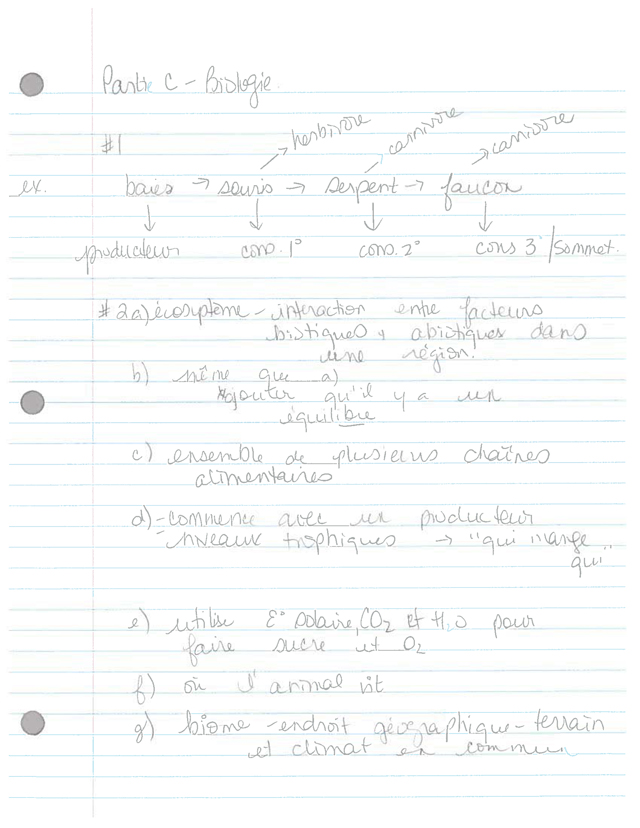 Partie C - Biologie
#1
herbivore carnivore carnivore
ex. baies → souris → serpent → faucon
producteur cons. 1° cons. 2° cons 3°/sommet.
#2 a) écosystème - interaction entre facteurs
biotiques + abiotiques dans
une région.
b) même que a)
*ajouter qu'il y a un
équilibre
c) ensemble de plusieurs chaînes
alimentaires
d) - commence avec un producteur
- niveaux trophiques → "qui mange
qui"
e) utilise E° solaire, CO₂ et H₂O pour
faire sucre et O₂
f) où l'animal vit
g) biome - endroit géographique - terrain
et climat en commun